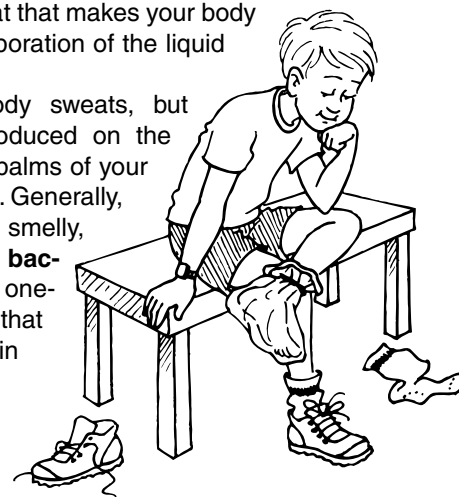 at that makes your body
poration of the liquid
ody sweats, but
oduced on the
palms of your
. Generally,
smelly,
bac-
one-
that
in